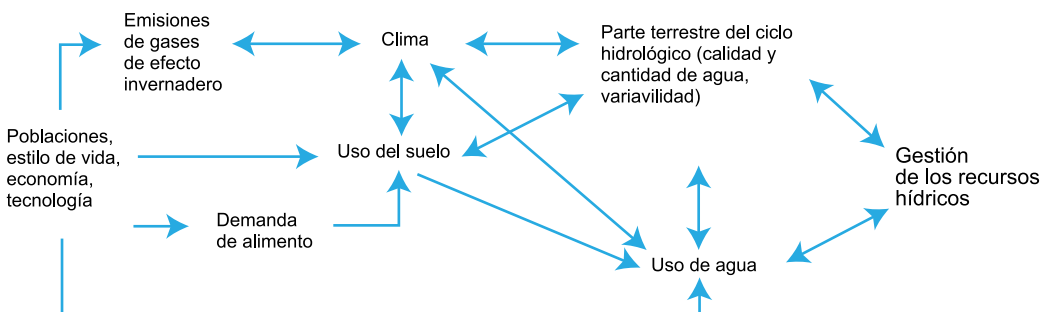 Emisiones
de gases
de efecto
invernadero
Clima
Parte terrestre del ciclo
hidrológico (calidad y
cantidad de agua,
variavilidad)
Poblaciones,
estilo de vida,
economía,
tecnología
Uso del suelo
Gestión
de los recursos
hídricos
Demanda
de alimento
Uso de agua